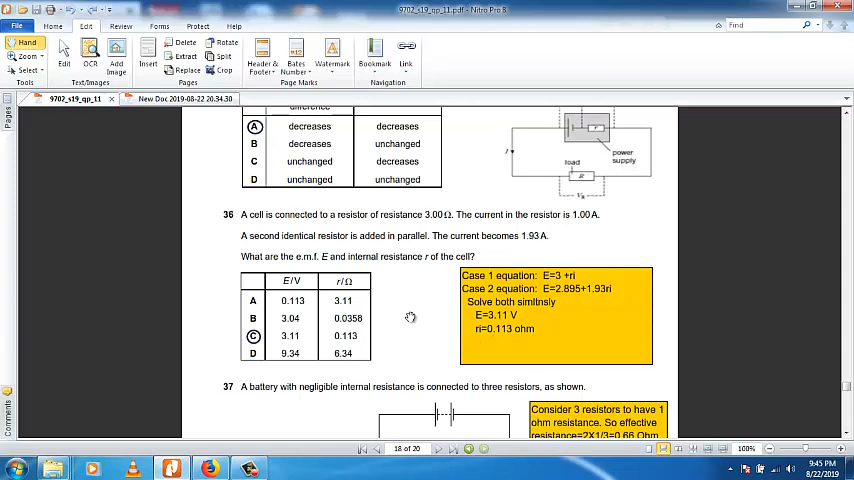 9702_s19_qp_11.pdf - Nitro Pro 8
File Home Edit Review Forms Protect Help Find
Hand
Zoom
Select
Tools
Edit OCR Add Image
Text/Images
Insert Delete Extract Replace Rotate Split Crop
Pages
Header & Footer Bates Number Watermark
Page Marks
Bookmark Link
Navigation
9702_s19_qp_11 New Doc 2019-08-22 20.34.30
Pages
difference
A decreases decreases
B decreases unchanged
C unchanged decreases
D unchanged unchanged
I
r
power supply
load
R
36 A cell is connected to a resistor of resistance 3.00 Ω. The current in the resistor is 1.00 A.
A second identical resistor is added in parallel. The current becomes 1.93 A.
What are the e.m.f. E and internal resistance r of the cell?
E/V r/Ω
A 0.113 3.11
B 3.04 0.0358
C 3.11 0.113
D 9.34 6.34
Case 1 equation: E=3 +ri
Case 2 equation: E=2.895+1.93ri
Solve both simltnsly
E=3.11 V
ri=0.113 ohm
37 A battery with negligible internal resistance is connected to three resistors, as shown.
Consider 3 resistors to have 1
ohm resistance. So effective
resistance=2X1/3=0.66 Ohm
Comments
18 of 20 100%
9:45 PM
8/22/2019